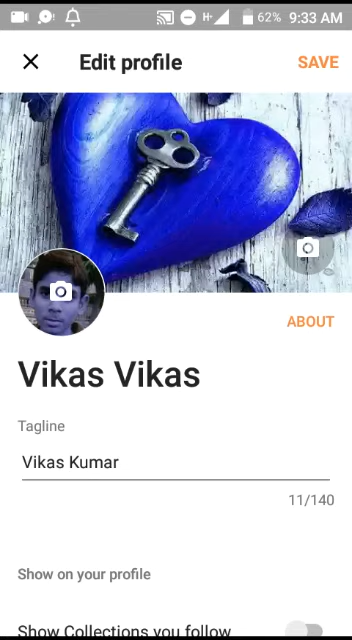 H+ 62% 9:33 AM
Edit profile SAVE
ABOUT
Vikas Vikas
Tagline
Vikas Kumar
11/140
Show on your profile
Show Collections you follow